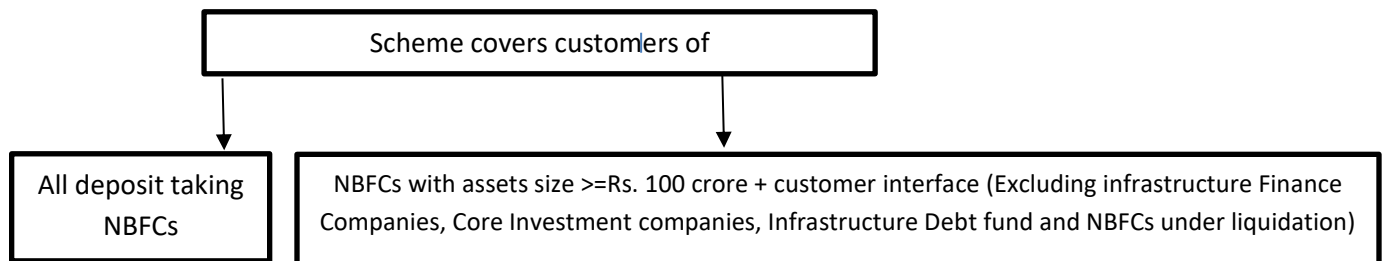 Scheme covers customers of
All deposit taking
NBFCs
NBFCs with assets size >=Rs. 100 crore + customer interface (Excluding infrastructure Finance
Companies, Core Investment companies, Infrastructure Debt fund and NBFCs under liquidation)